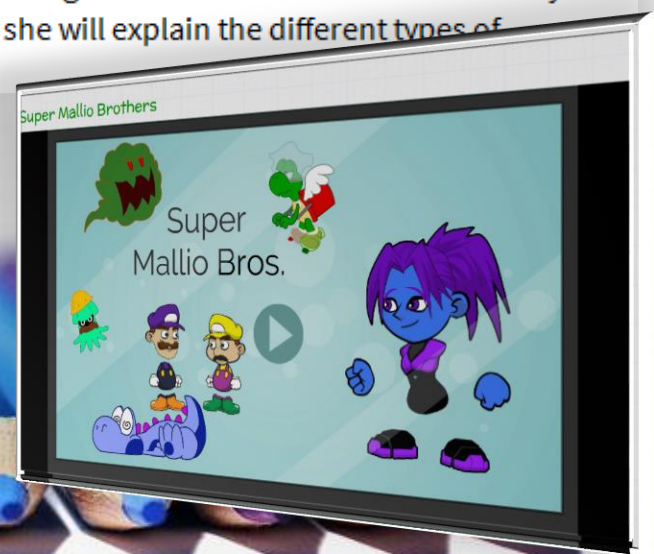 she will explain the different types of
Super Mallio Brothers
Super
Mallio Bros.